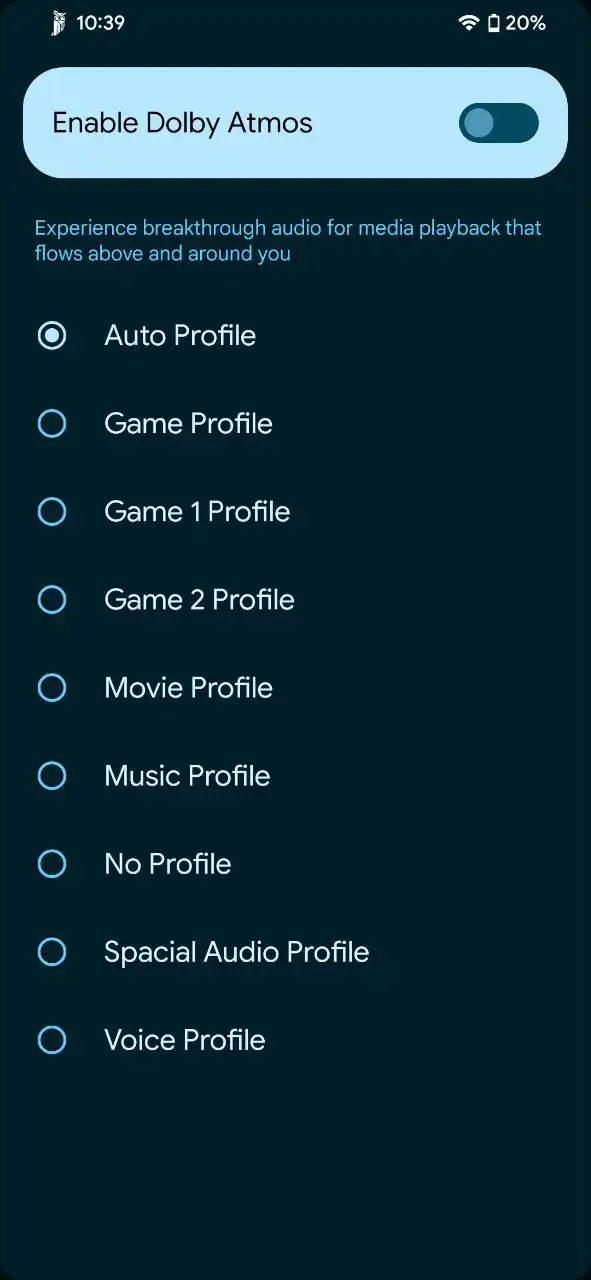 10:39
20%
Enable Dolby Atmos
Experience breakthrough audio for media playback that
flows above and around you
Auto Profile
Game Profile
Game 1 Profile
Game 2 Profile
Movie Profile
Music Profile
No Profile
Spacial Audio Profile
Voice Profile